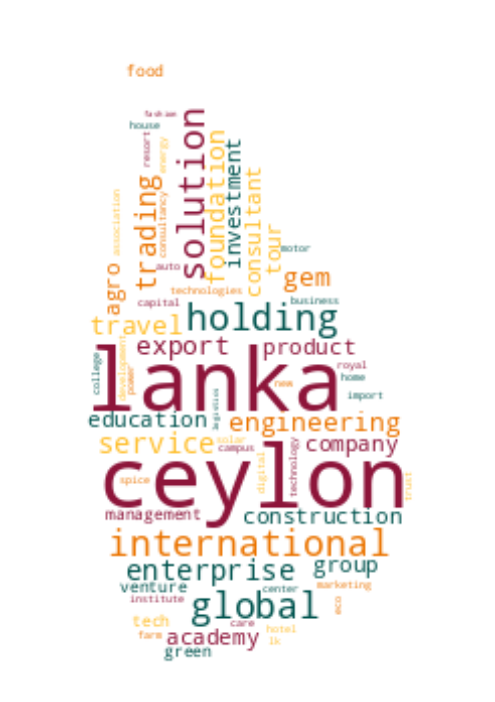 food
fashion
house
resort
energy
solution
foundation
investment
trading
consultancy
consultant
association
tour
motor
auto
agro
gem
technologies
capital
business
travel
holding
export
product
college
development
power
lanka
royal
home
new
import
logistics
education
engineering
service
solar
campus
company
ceylon
digital
technology
spice
trust
management
construction
international
enterprise
group
venture
center
marketing
institute
global
eco
tech
care
hotel
farm
academy
lk
green